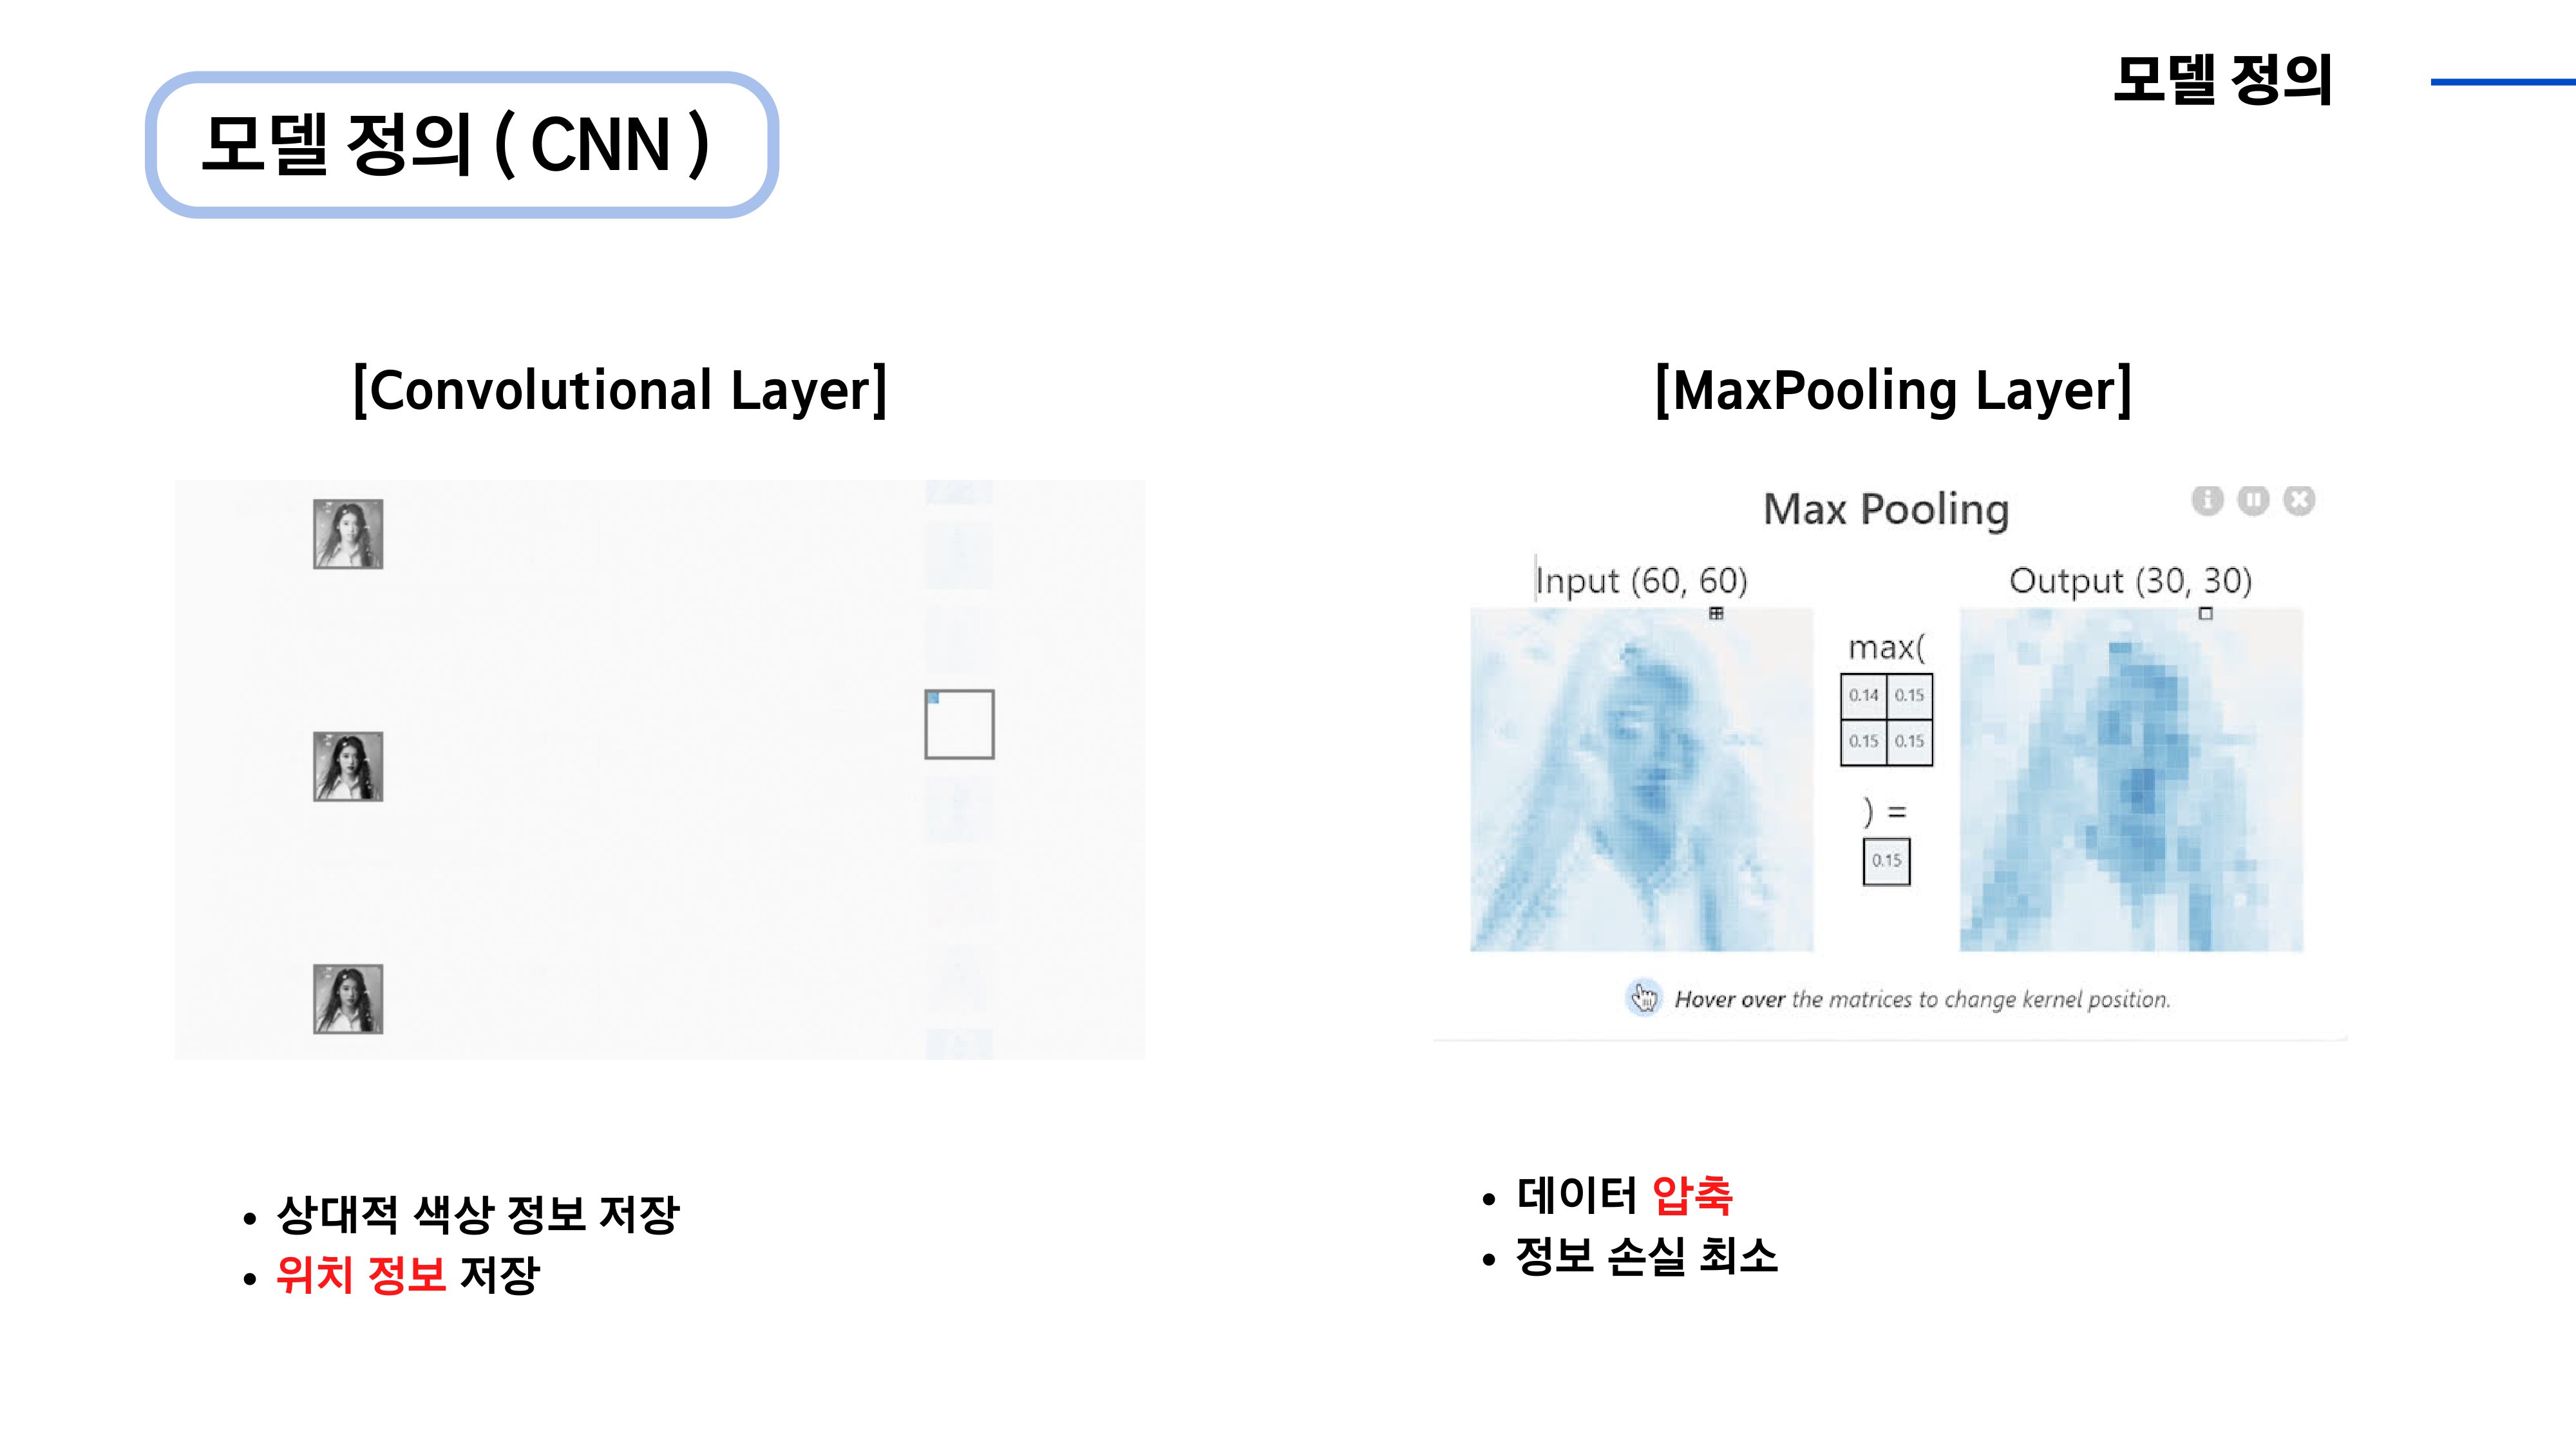 모델 정의
모델 정의 ( CNN )
[Convolutional Layer]
상대적 색상 정보 저장
위치 정보 저장
[MaxPooling Layer]
Max Pooling
Input (60, 60)
Output (30, 30)
max(
0.14 0.15
0.15 0.15
) =
0.15
Hover over the matrices to change kernel position.
데이터 압축
정보 손실 최소